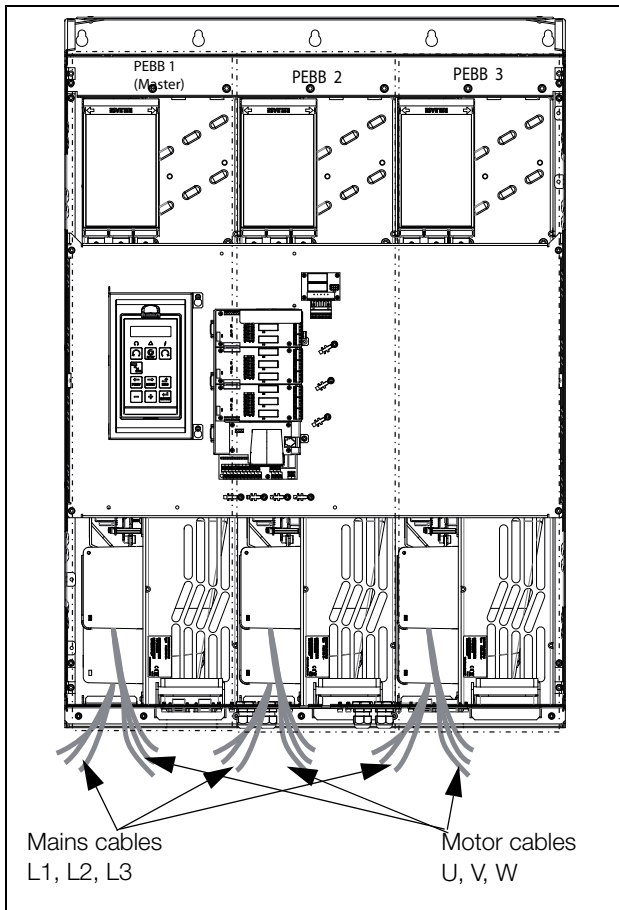 PEBB 1
(Master)
PEBB 2
PEBB 3
Mains cables
L1, L2, L3
Motor cables
U, V, W